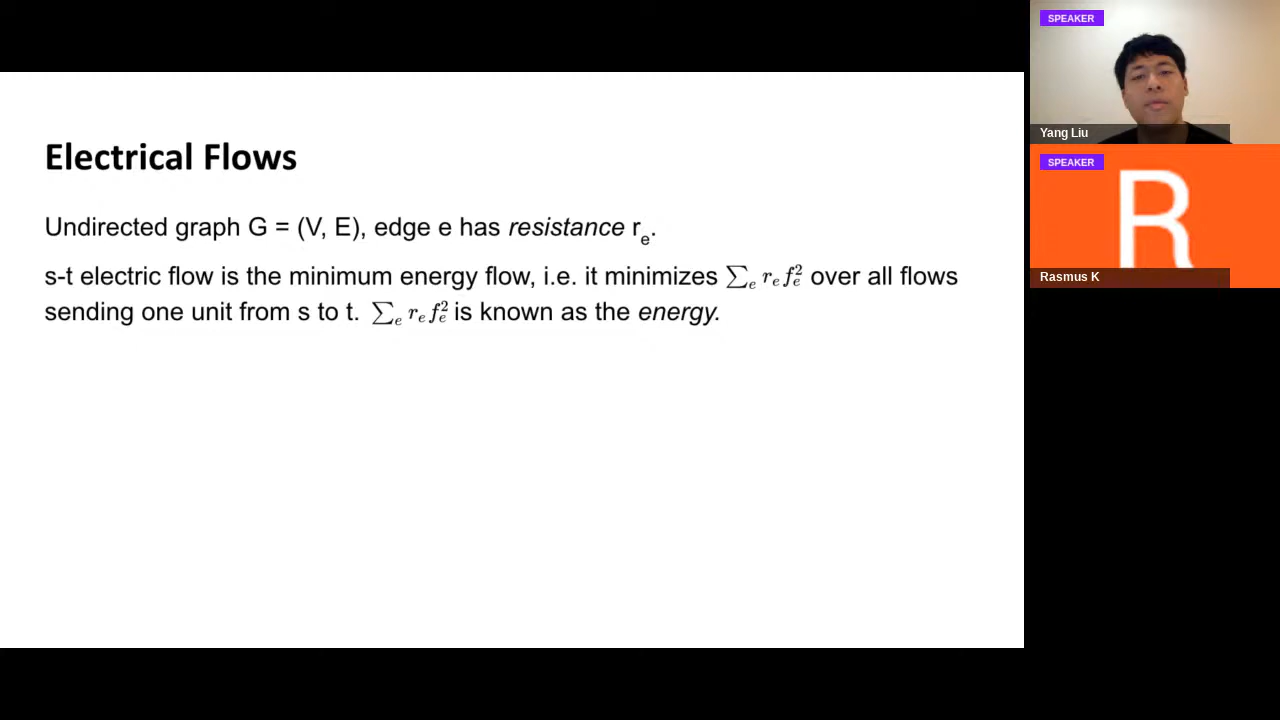 Electrical Flows
Undirected graph G = (V, E), edge e has resistance rₑ.
s-t electric flow is the minimum energy flow, i.e. it minimizes ∑ₑ rₑfₑ² over all flows
sending one unit from s to t. ∑ₑ rₑfₑ² is known as the energy.
SPEAKER
Yang Liu
SPEAKER
R
Rasmus K